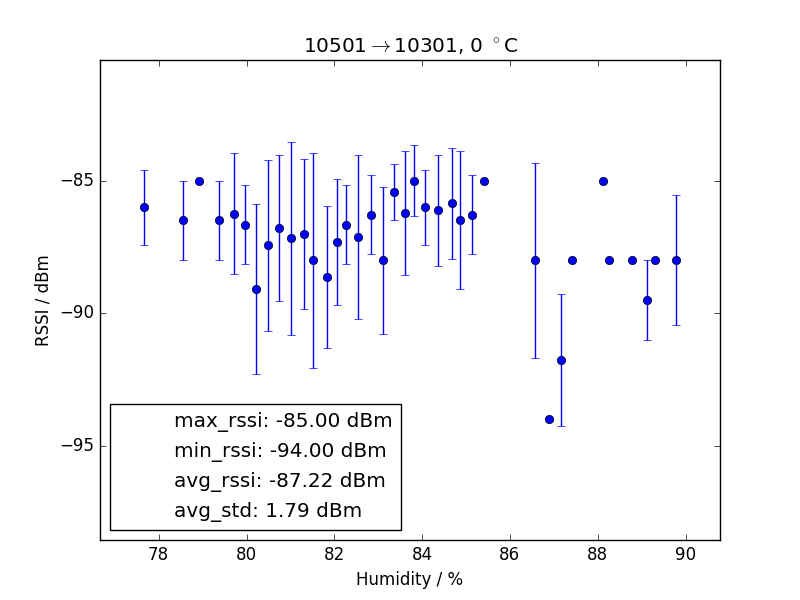 10501→10301, 0 °C
−85
−90
−95
RSSI / dBm
max_rssi: -85.00 dBm
min_rssi: -94.00 dBm
avg_rssi: -87.22 dBm
avg_std: 1.79 dBm
78 80 82 84 86 88 90
Humidity / %